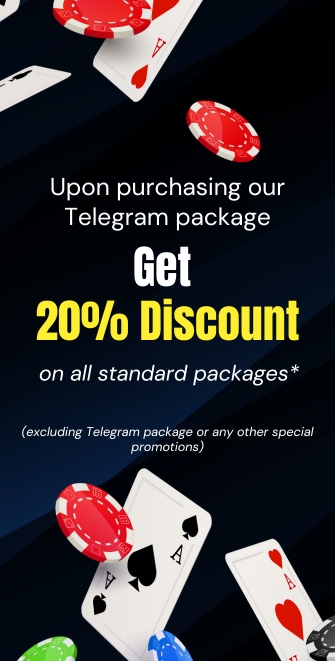 A
Upon purchasing our
Telegram package
Get
20% Discount
on all standard packages*
(excluding Telegram package or any other special
promotions)
A
A
A